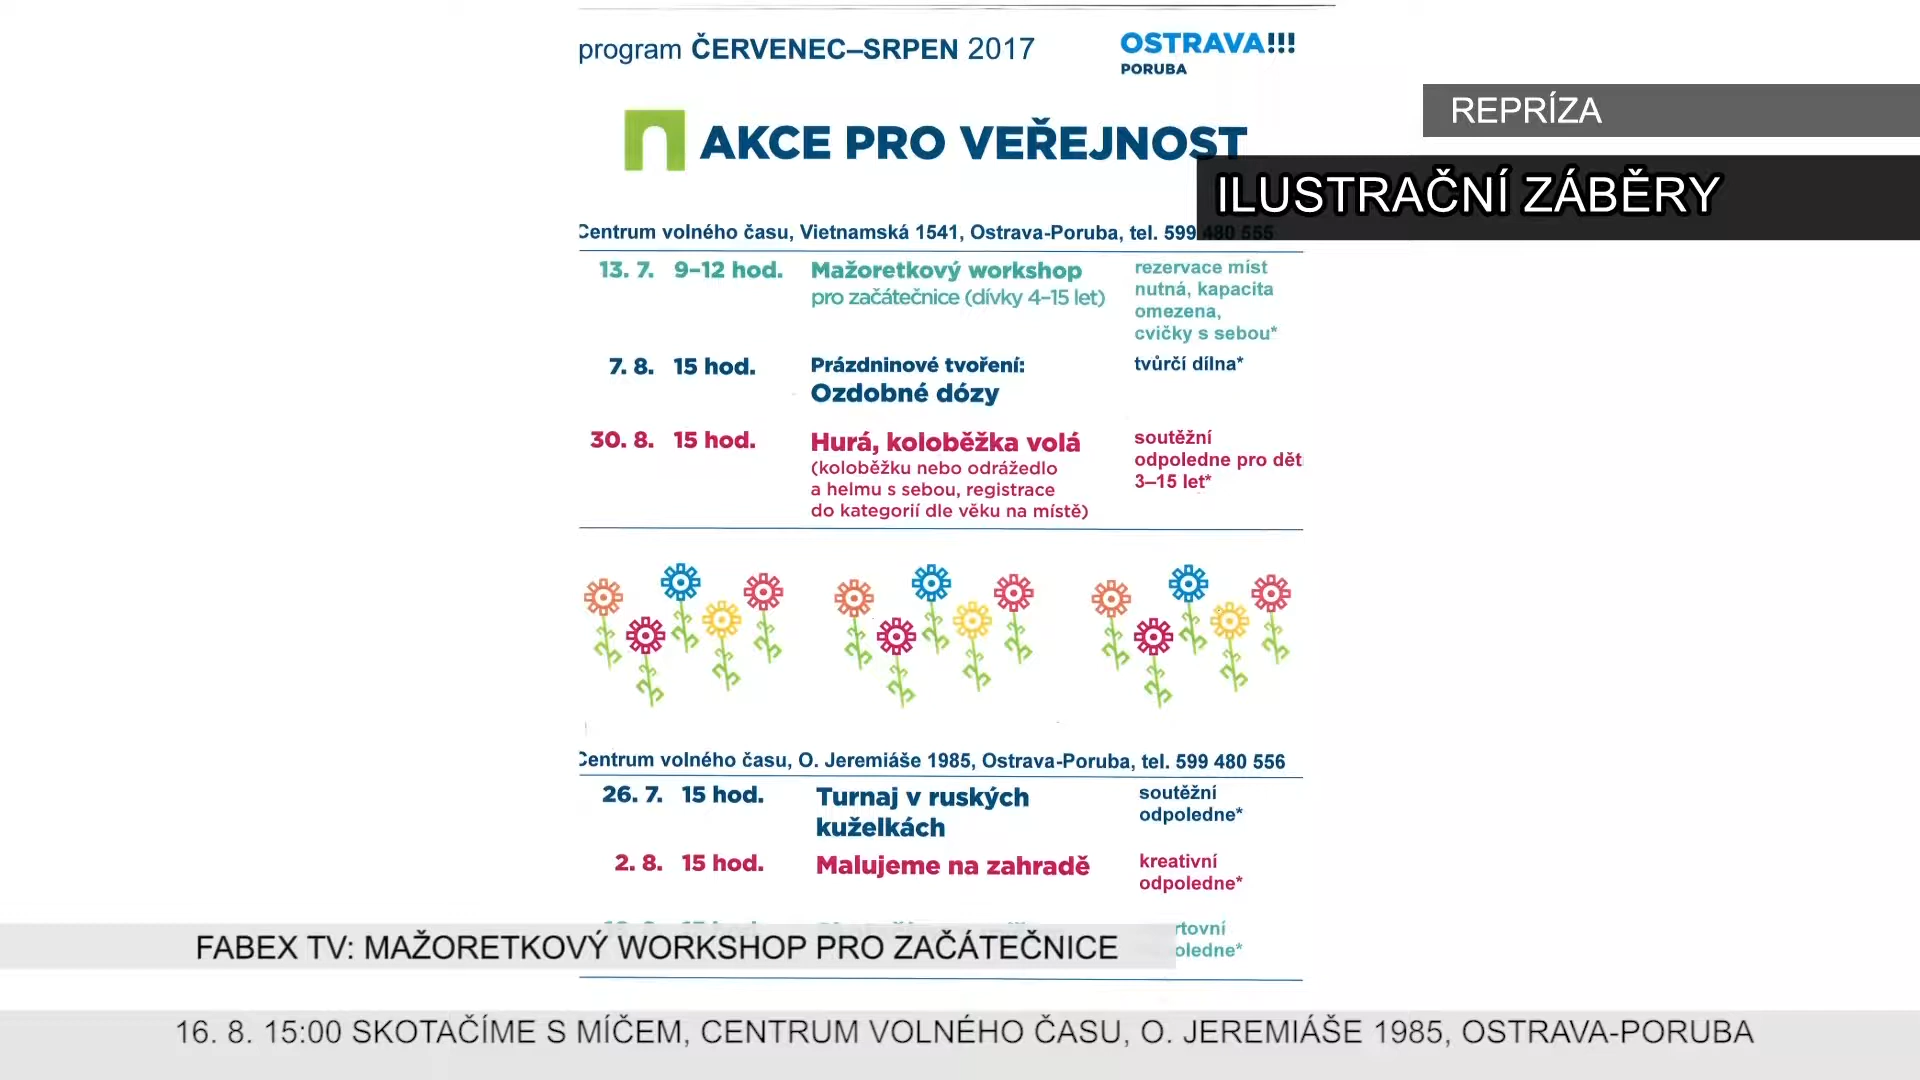 program ČERVENEC–SRPEN 2017
OSTRAVA!!!
PORUBA
REPRÍZA
AKCE PRO VEŘEJNOST
ILUSTRAČNÍ ZÁBĚRY
Centrum volného času, Vietnamská 1541, Ostrava-Poruba, tel. 599 480 555
13. 7. 9–12 hod. Mažoretkový workshop
pro začátečnice (dívky 4–15 let)
rezervace míst
nutná, kapacita
omezena,
cvičky s sebou*
7. 8. 15 hod. Prázdninové tvoření:
Ozdobné dózy
tvůrčí dílna*
30. 8. 15 hod. Hurá, koloběžka volá
(koloběžku nebo odrážedlo
a helmu s sebou, registrace
do kategorií dle věku na místě)
soutěžní
odpoledne pro dět
3–15 let*
Centrum volného času, O. Jeremiáše 1985, Ostrava-Poruba, tel. 599 480 556
26. 7. 15 hod. Turnaj v ruských
kuželkách
soutěžní
odpoledne*
2. 8. 15 hod. Malujeme na zahradě
kreativní
odpoledne*
rtovní
oledne*
FABEX TV: MAŽORETKOVÝ WORKSHOP PRO ZAČÁTEČNICE
16. 8. 15:00 SKOTAČÍME S MÍČEM, CENTRUM VOLNÉHO ČASU, O. JEREMIÁŠE 1985, OSTRAVA-PORUBA